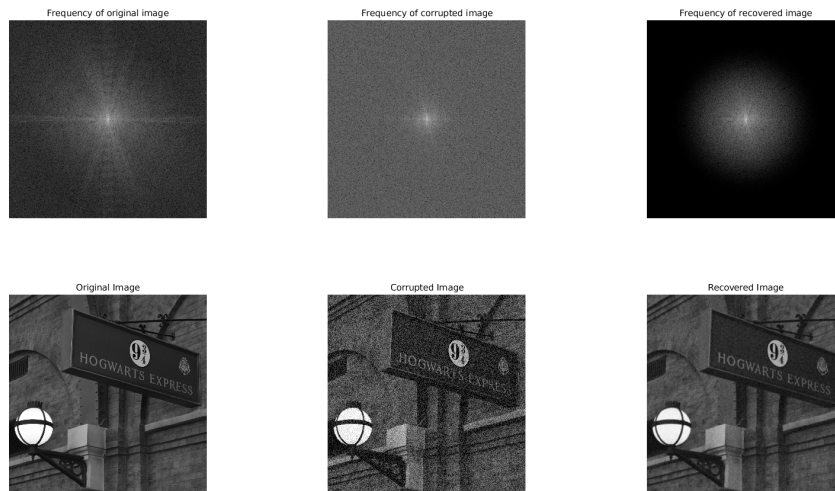 Frequency of original image
Frequency of corrupted image
Frequency of recovered image
Original Image
Corrupted Image
Recovered Image
9¾
HOGWARTS EXPRESS
9¾
HOGWARTS EXPRESS
9¾
HOGWARTS EXPRESS